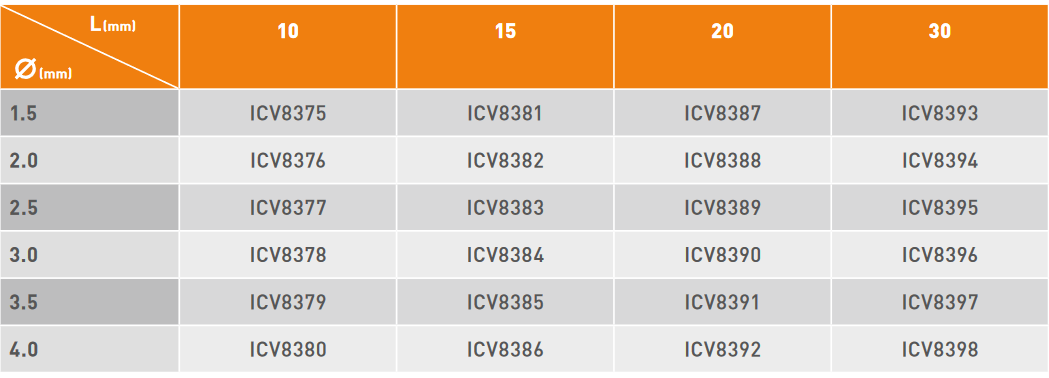 L(mm) 10 15 20 30
Ø(mm)
1.5 ICV8375 ICV8381 ICV8387 ICV8393
2.0 ICV8376 ICV8382 ICV8388 ICV8394
2.5 ICV8377 ICV8383 ICV8389 ICV8395
3.0 ICV8378 ICV8384 ICV8390 ICV8396
3.5 ICV8379 ICV8385 ICV8391 ICV8397
4.0 ICV8380 ICV8386 ICV8392 ICV8398